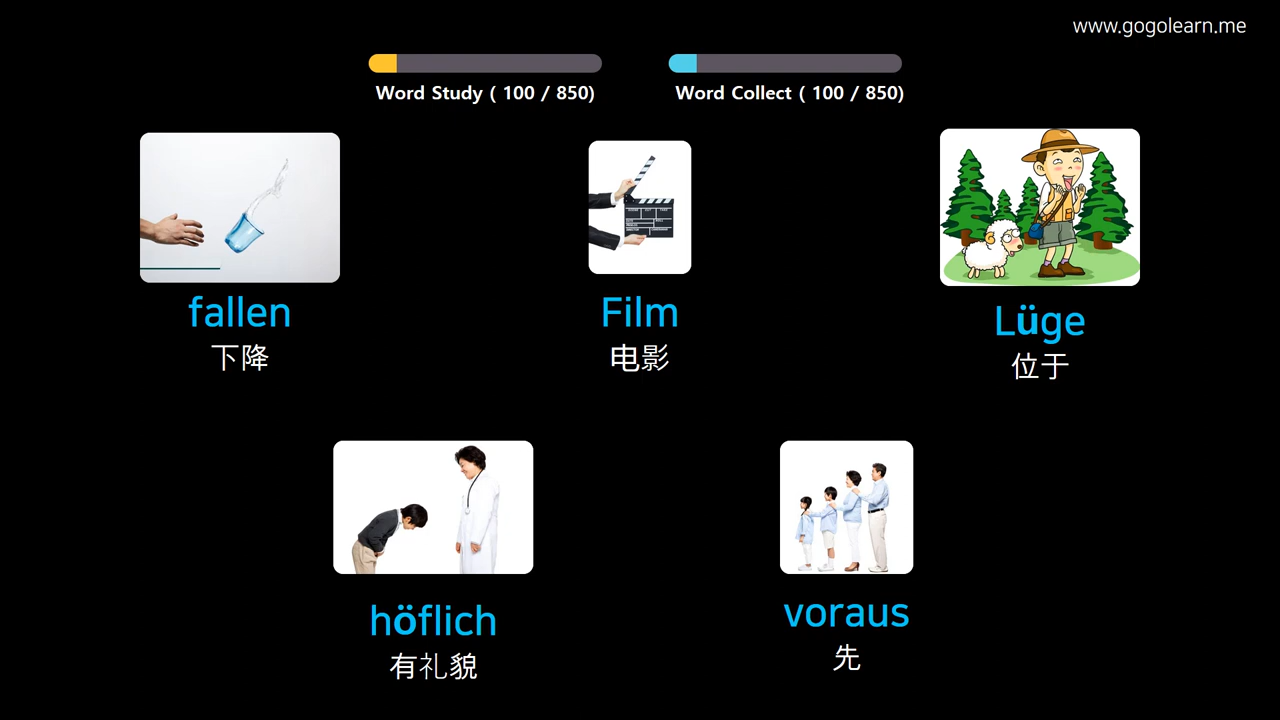 www.gogolearn.me
Word Study ( 100 / 850)
Word Collect ( 100 / 850)
fallen
下降
Film
电影
Lüge
位于
höflich
有礼貌
voraus
先